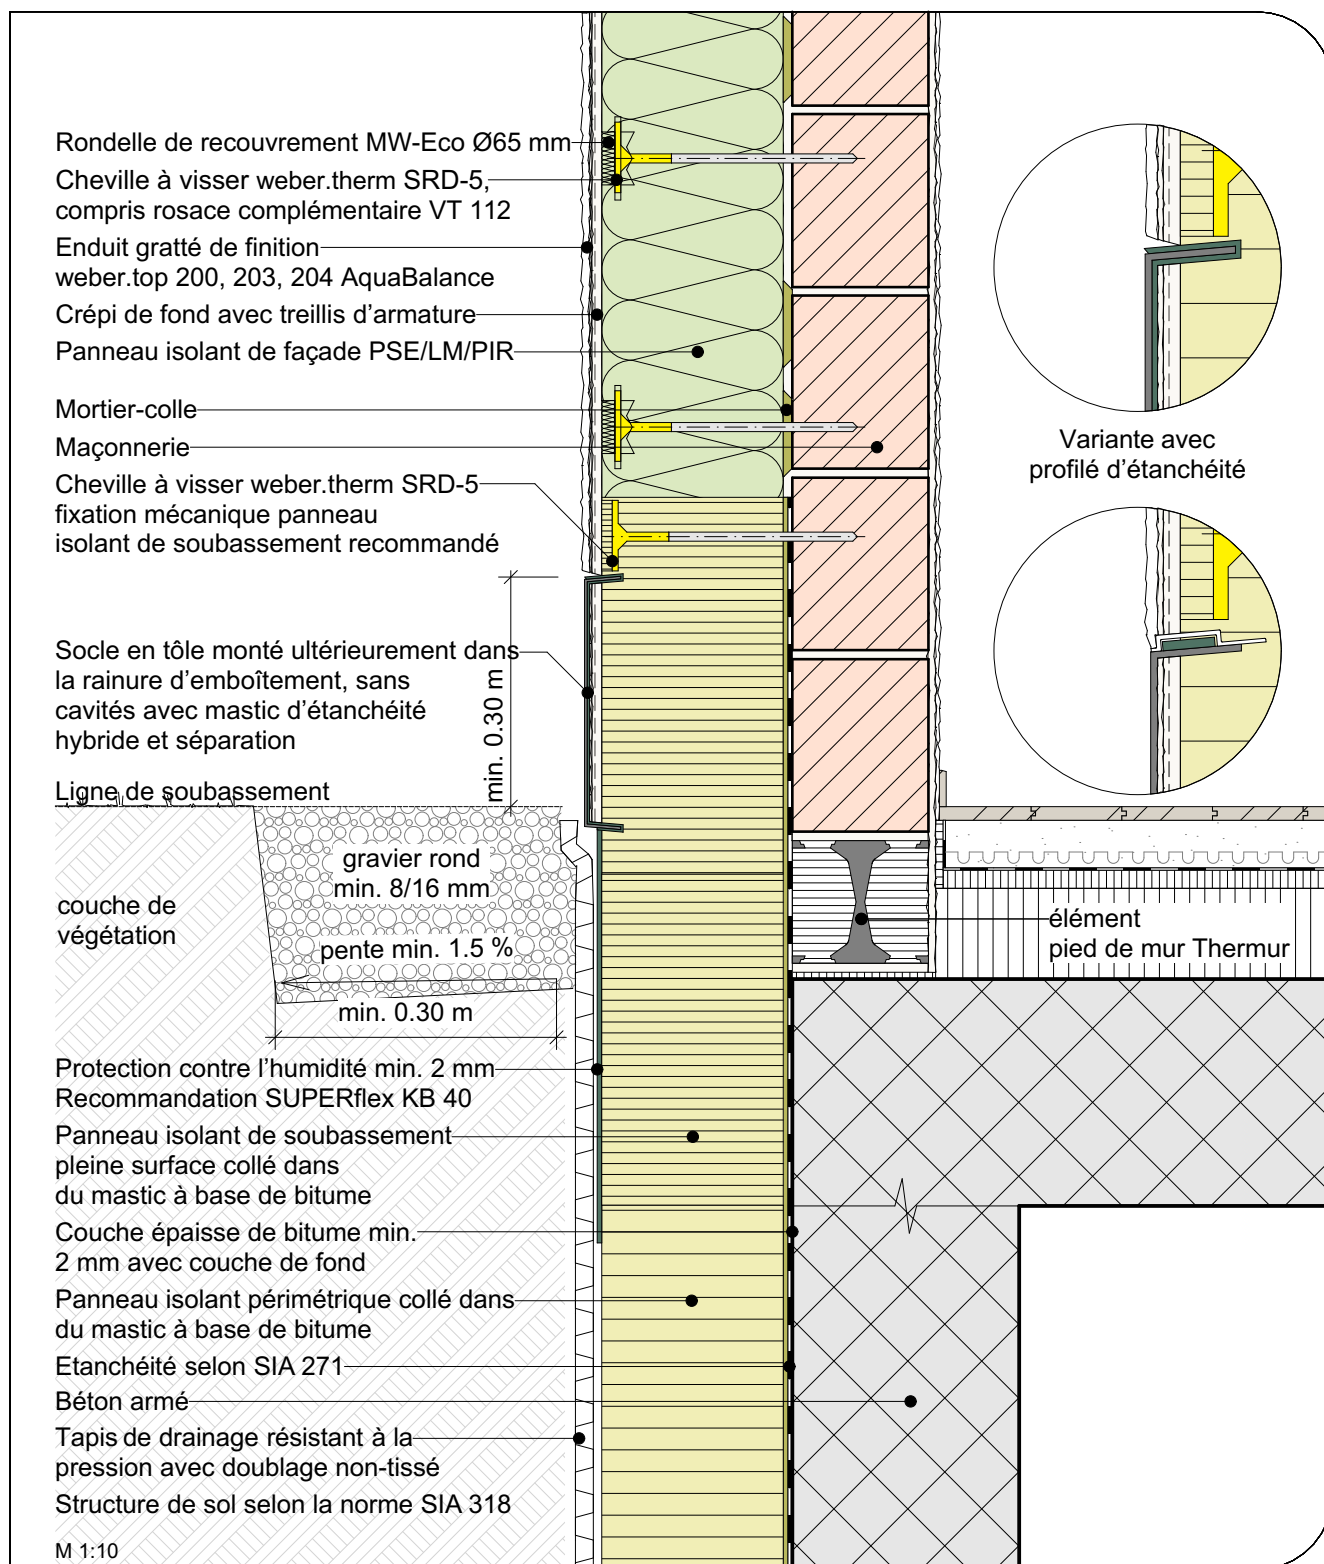 Rondelle de recouvrement MW-Eco Ø65 mm
Cheville à visser weber.therm SRD-5,
compris rosace complémentaire VT 112
Enduit gratté de finition
weber.top 200, 203, 204 AquaBalance
Crépi de fond avec treillis d'armature
Panneau isolant de façade PSE/LM/PIR
Mortier-colle
Maçonnerie
Cheville à visser weber.therm SRD-5
fixation mécanique panneau
isolant de soubassement recommandé
Socle en tôle monté ultérieurement dans
la rainure d'emboîtement, sans
cavités avec mastic d'étanchéité
hybride et séparation
min. 0.30 m
Ligne de soubassement
gravier rond
min. 8/16 mm
couche de
végétation
pente min. 1.5 %
min. 0.30 m
Protection contre l'humidité min. 2 mm
Recommandation SUPERflex KB 40
Panneau isolant de soubassement
pleine surface collé dans
du mastic à base de bitume
Couche épaisse de bitume min.
2 mm avec couche de fond
Panneau isolant périmétrique collé dans
du mastic à base de bitume
Etanchéité selon SIA 271
Béton armé
Tapis de drainage résistant à la
pression avec doublage non-tissé
Structure de sol selon la norme SIA 318
M 1:10
Variante avec
profilé d'étanchéité
élément
pied de mur Thermur